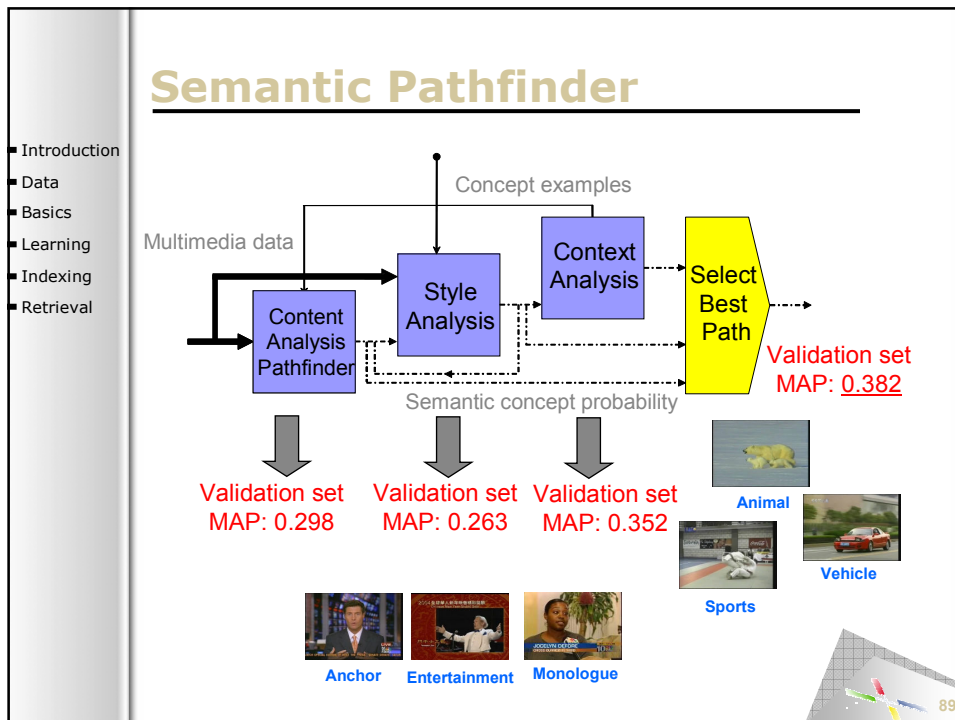 Semantic Pathfinder
Introduction
Data
Basics
Learning
Indexing
Retrieval
Concept examples
Multimedia data
Content
Analysis
Pathfinder
Style
Analysis
Context
Analysis
Select
Best
Path
Semantic concept probability
Validation set
MAP: 0.382
Validation set
MAP: 0.298
Validation set
MAP: 0.263
Validation set
MAP: 0.352
Animal
Vehicle
Sports
JOCELYN DEFORE
Anchor
Entertainment
Monologue
89